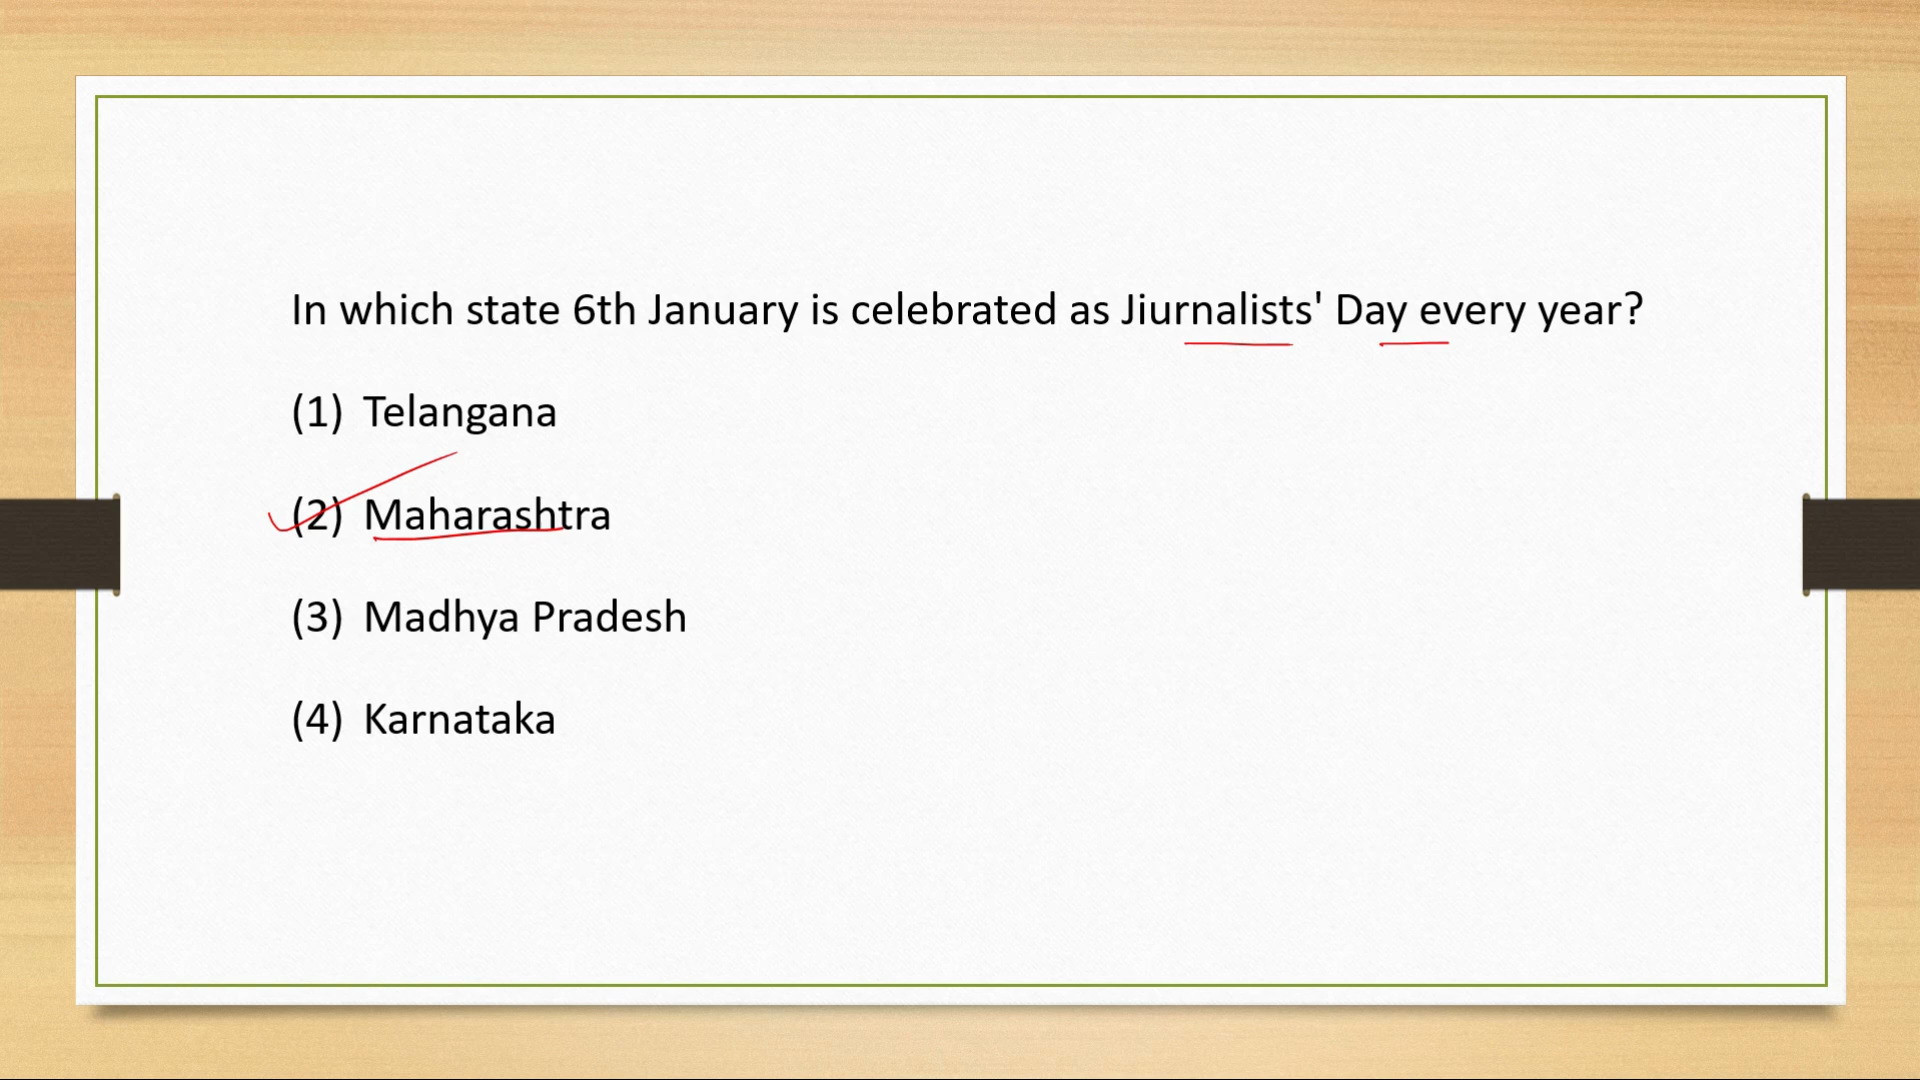 In which state 6th January is celebrated as Jiurnalists' Day every year?
(1) Telangana
(2) Maharashtra
(3) Madhya Pradesh
(4) Karnataka